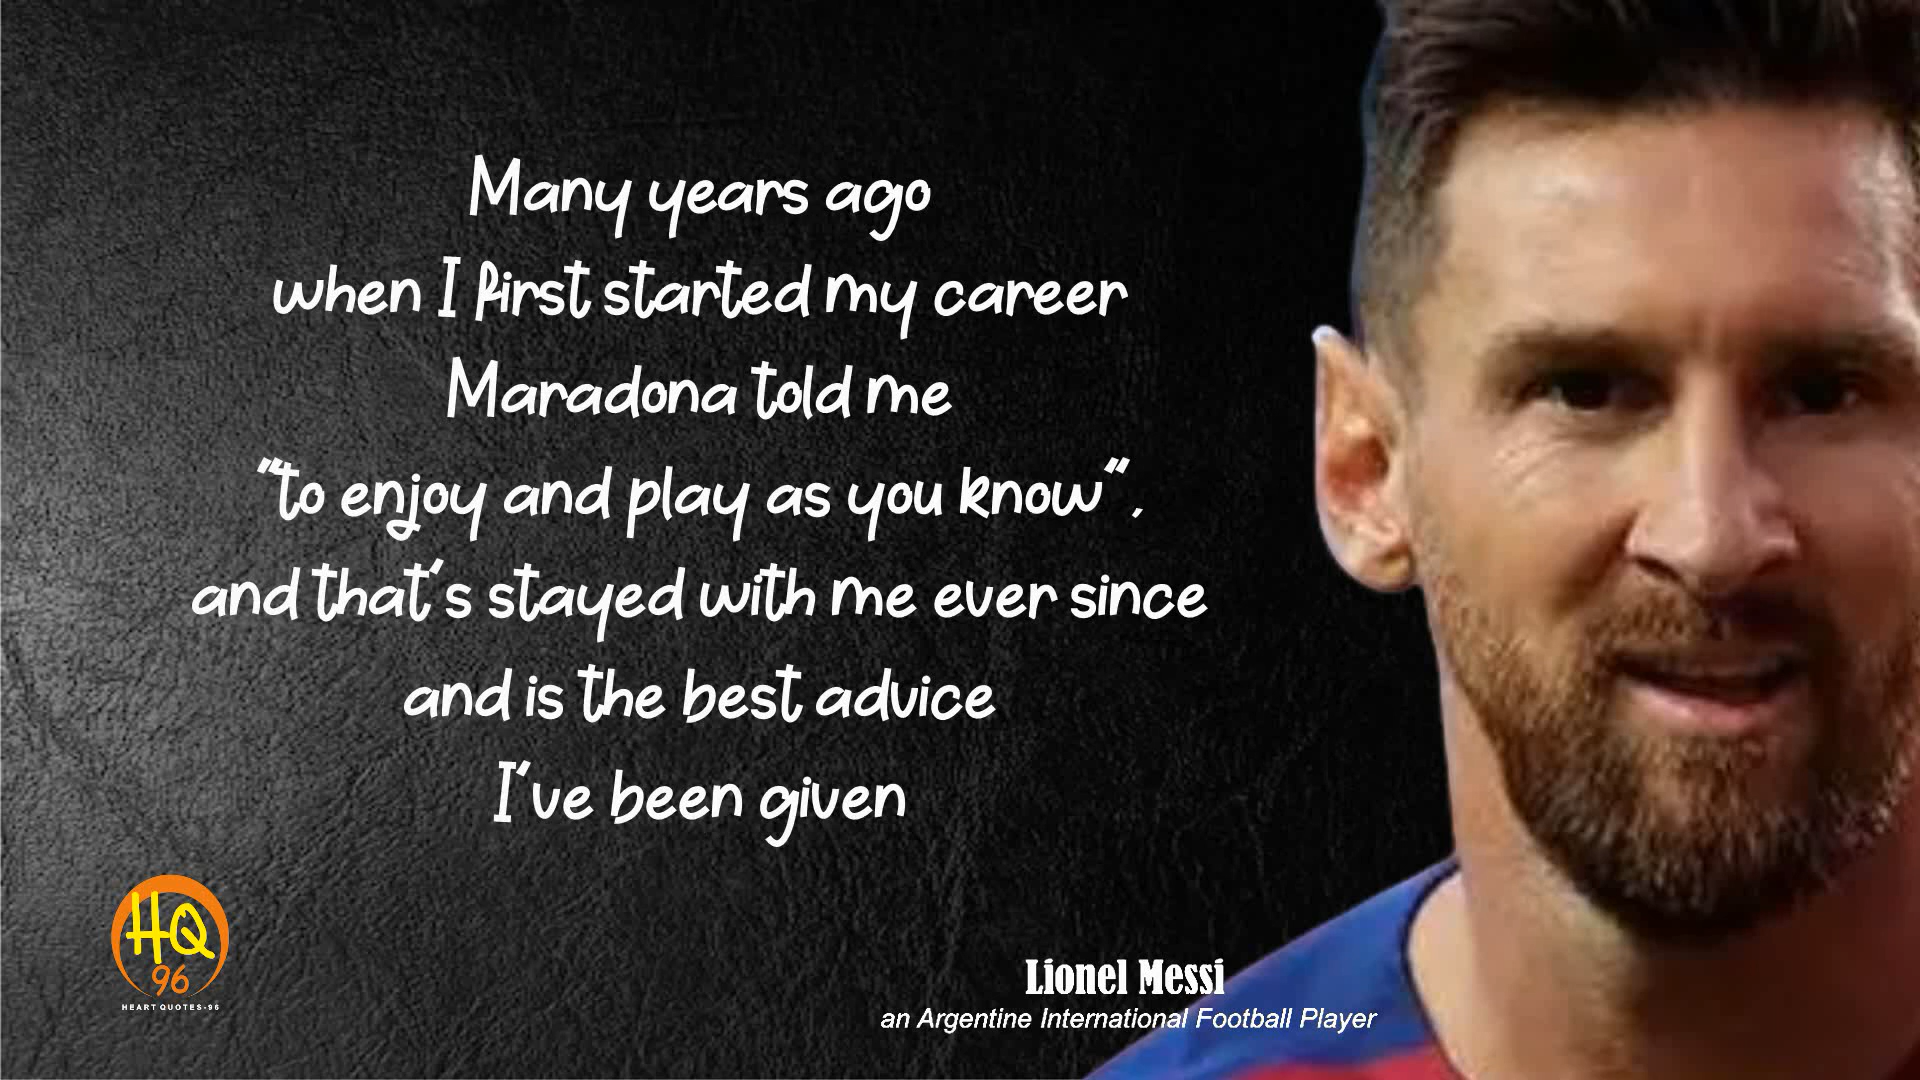 Many years ago
when I first started my career
Maradona told me
"to enjoy and play as you know",
and that's stayed with me ever since
and is the best advice
I've been given
HQ
96
HEART QUOTES-96
Lionel Messi
an Argentine International Football Player